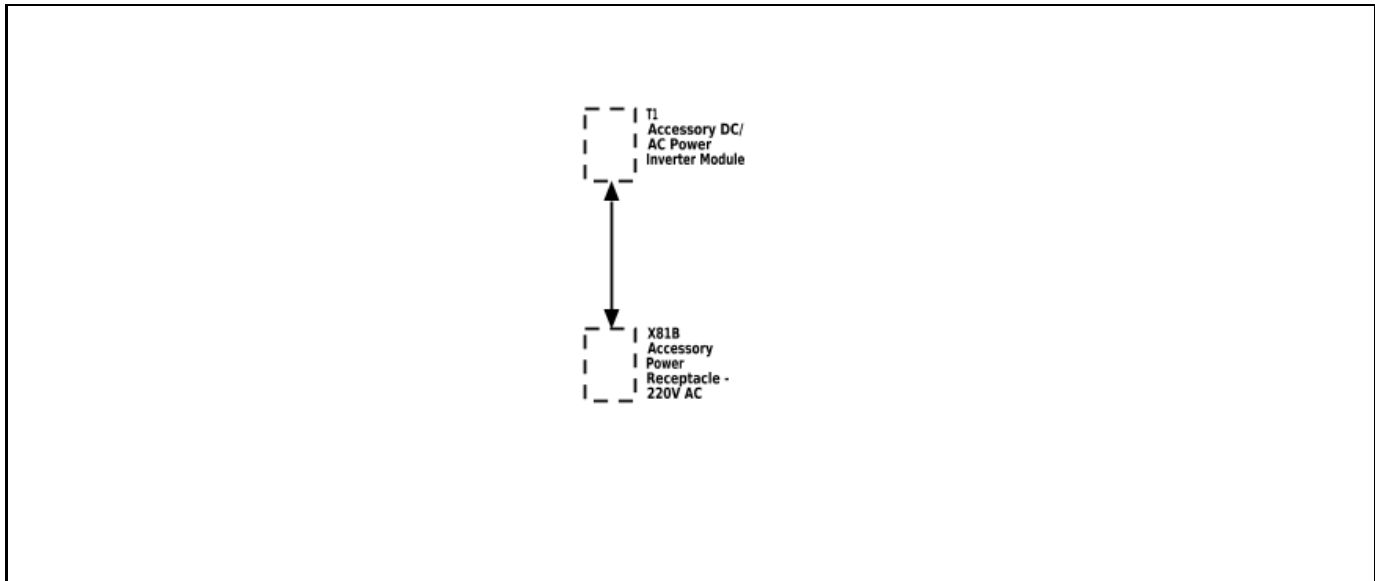 T1
Accessory DC/
AC Power
Inverter Module
X81B
Accessory
Power
Receptacle -
220V AC